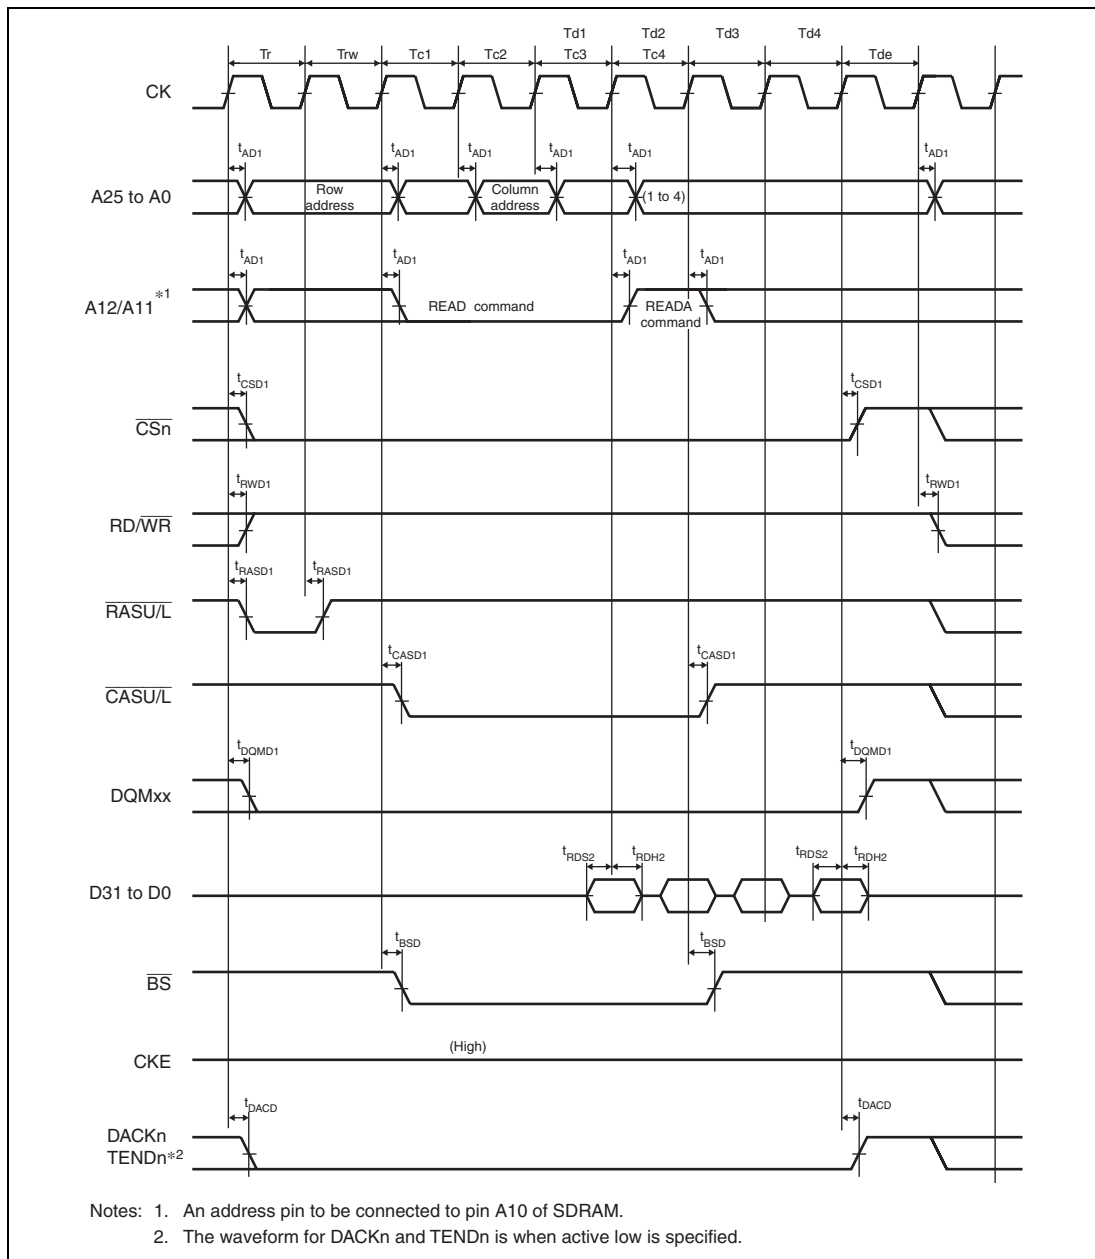 Td1 Td2 Td3 Td4
Tr Trw Tc1 Tc2 Tc3 Tc4 Tde
CK
tAD1 tAD1 tAD1 tAD1 tAD1 tAD1
A25 to A0
Row
address
Column
address
(1 to 4)
tAD1 tAD1 tAD1 tAD1
A12/A11*1
READ command
READA
command
tCSD1 tCSD1
CSn
tRWD1 tRWD1
RD/WR
tRASD1 tRASD1
RASU/L
tCASD1 tCASD1
CASU/L
tDQMD1 tDQMD1
DQMxx
tRDS2 tRDH2 tRDS2 tRDH2
D31 to D0
tBSD tBSD
BS
(High)
CKE
tDACD tDACD
DACKn
TENDn*2
Notes: 1. An address pin to be connected to pin A10 of SDRAM.
2. The waveform for DACKn and TENDn is when active low is specified.